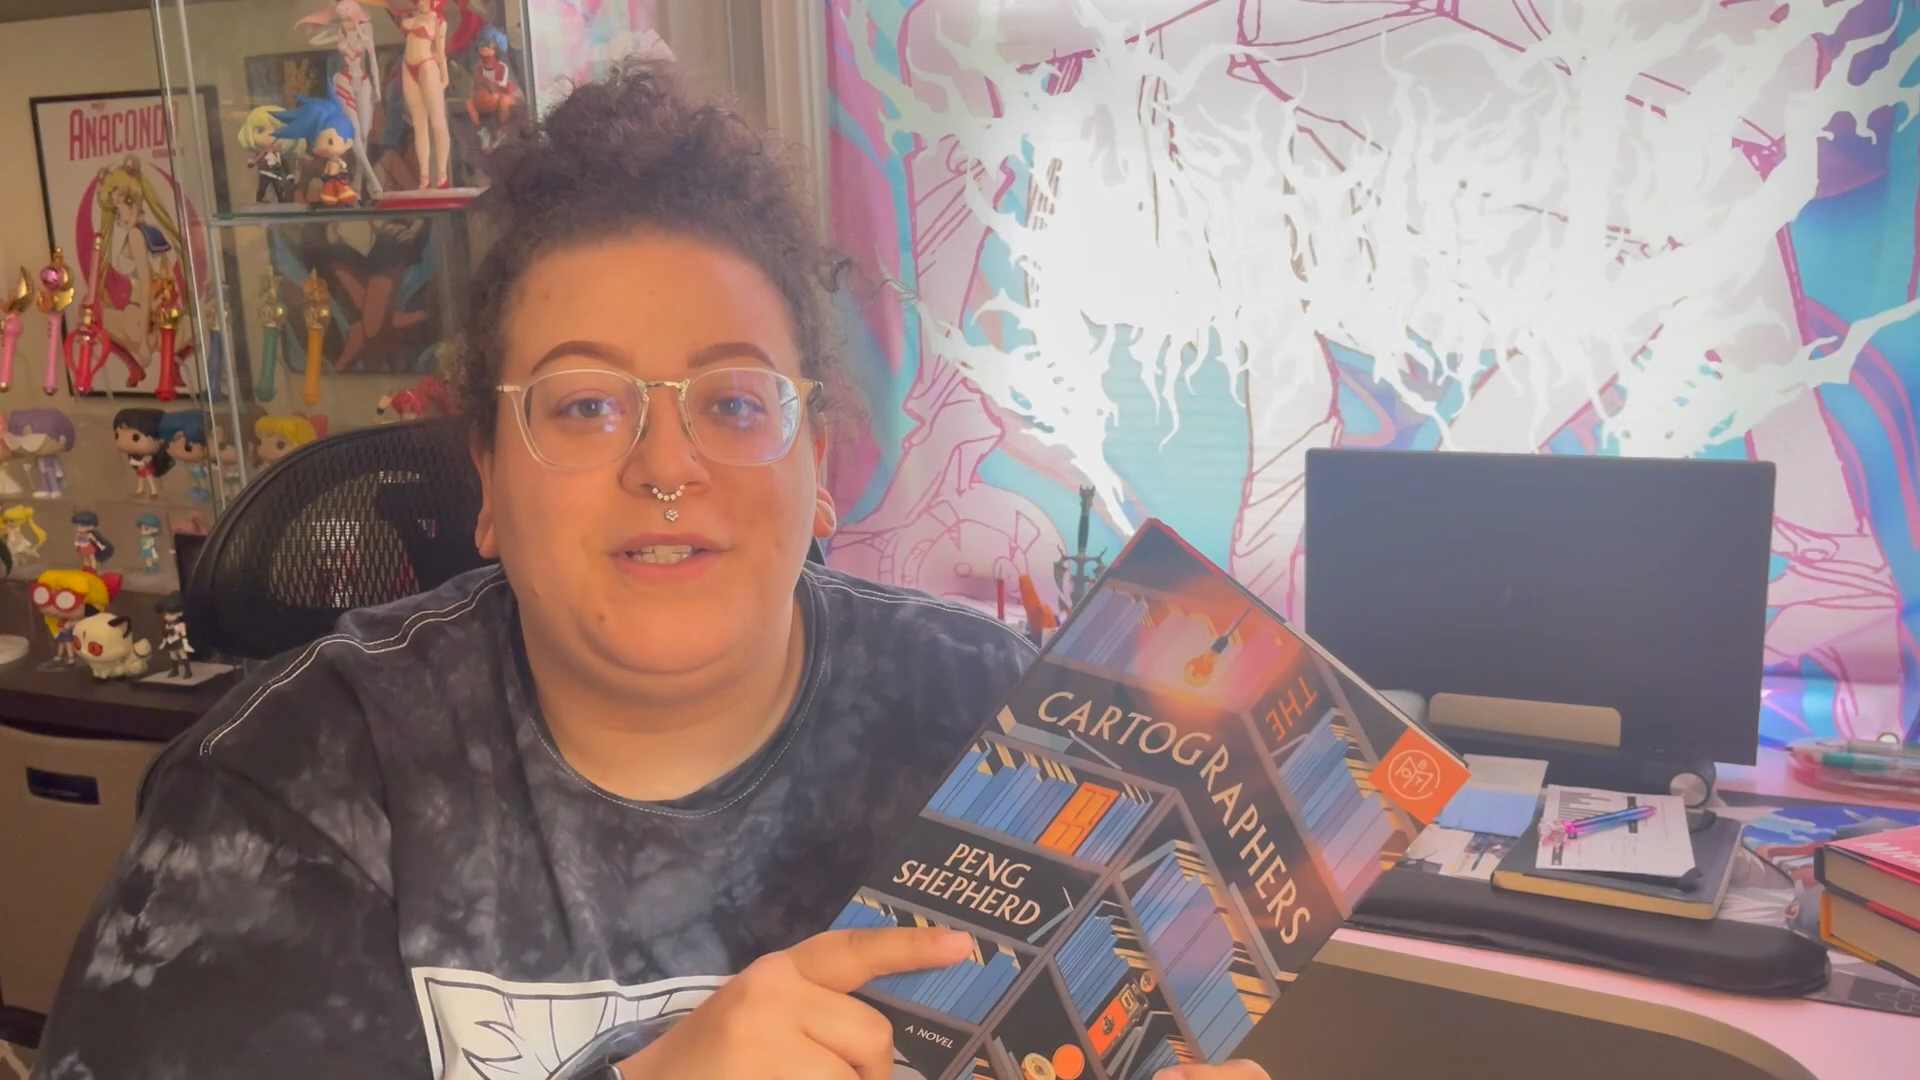 ANACOND
THE
CARTOGRAPHERS
PENG
SHEPHERD
A NOVEL